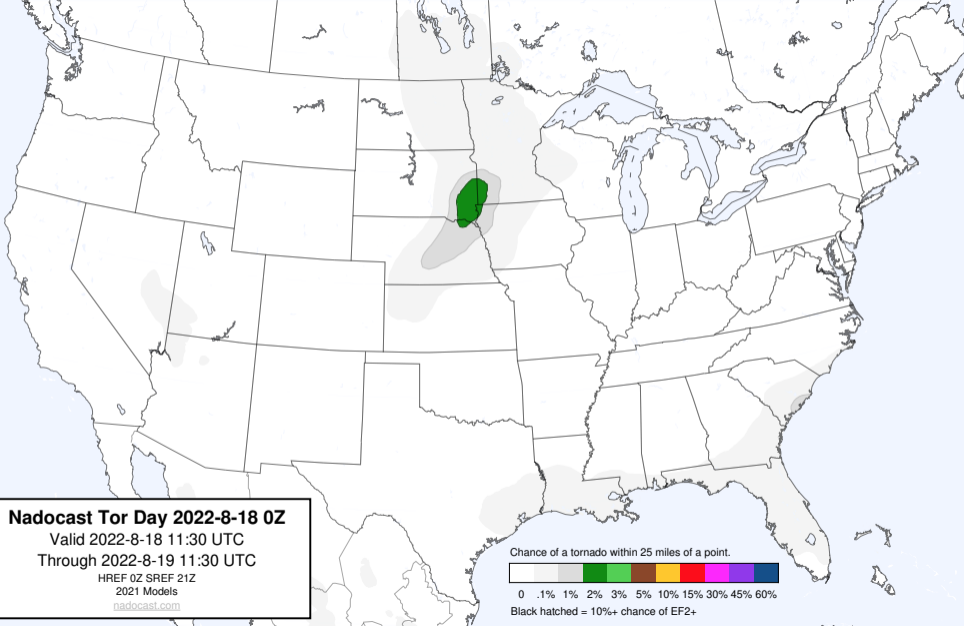 Nadocast Tor Day 2022-8-18 0Z
Valid 2022-8-18 11:30 UTC
Through 2022-8-19 11:30 UTC
HREF 0Z SREF 21Z
2021 Models
nadocast.com
Chance of a tornado within 25 miles of a point.
0 .1% 1% 2% 3% 5% 10% 15% 30% 45% 60%
Black hatched = 10%+ chance of EF2+